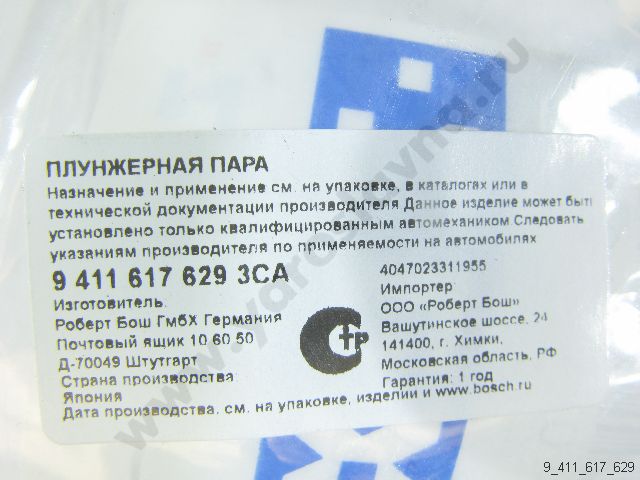 ПЛУНЖЕРНАЯ ПАРА
Назначение и применение см. на упаковке, в каталогах или в
технической документации производителя Данное изделие может быть
установлено только квалифицированным автомехаником. Следовать
указаниям производителя по применяемости на автомобилях
9 411 617 629 3CA
Изготовитель
Роберт Бош ГмбХ Германия
Почтовый ящик 10 60 50
Д-70049 Штутгарт
Страна производства
Япония
Дата производства. см. на упаковке, изделии и www.bosch.ru
4047023311955
Импортер
ООО «Роберт Бош»
Вашутинское шоссе, 24
141400, г. Химки,
Московская область, РФ
Гарантия: 1 год
9_411_617_629